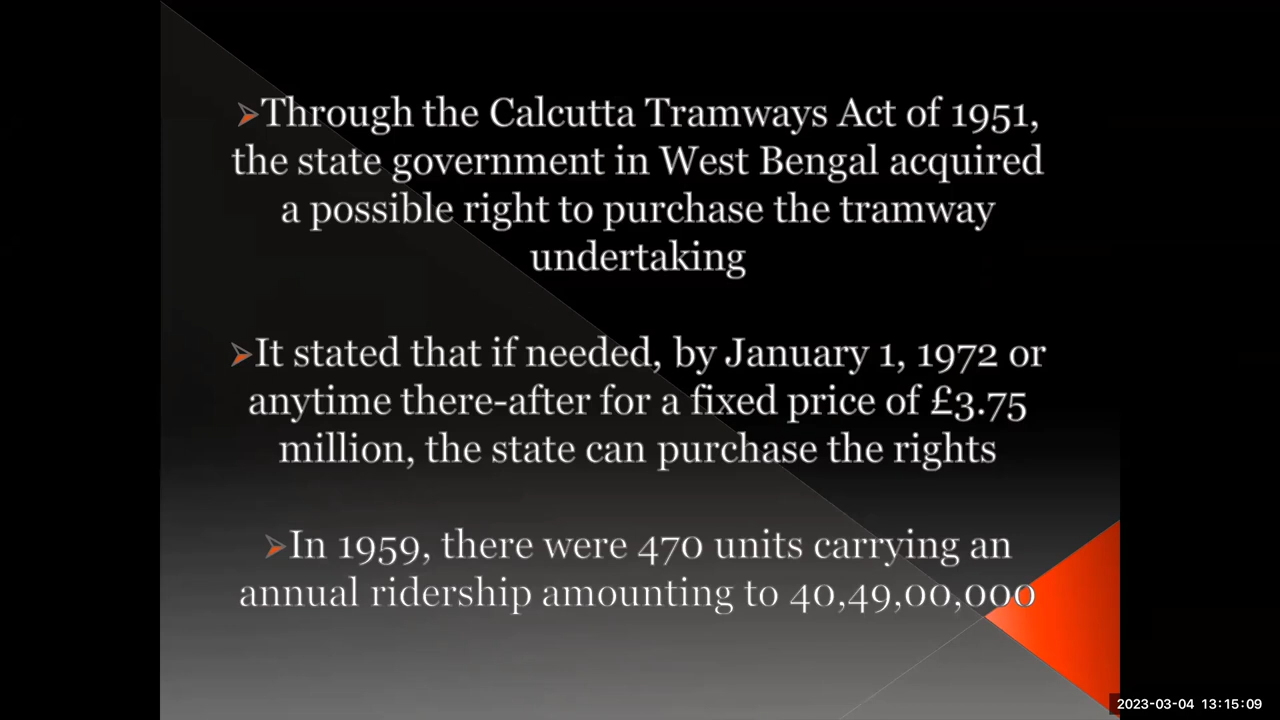 ➢Through the Calcutta Tramways Act of 1951,
the state government in West Bengal acquired
a possible right to purchase the tramway
undertaking
➢It stated that if needed, by January 1, 1972 or
anytime there-after for a fixed price of £3.75
million, the state can purchase the rights
➢In 1959, there were 470 units carrying an
annual ridership amounting to 40,49,00,000
2023-03-04 13:15:09